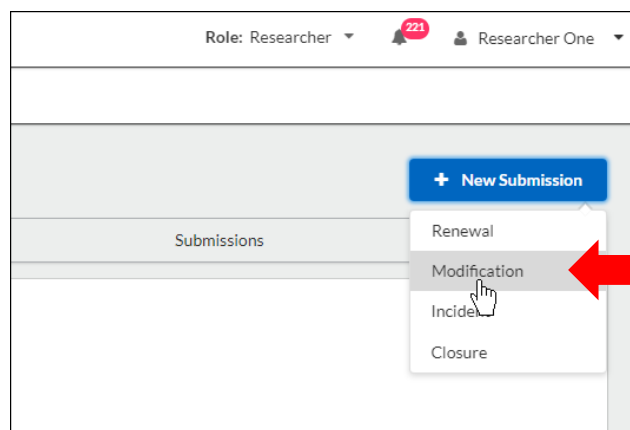 Role: Researcher 221 Researcher One
+ New Submission
Submissions
Renewal
Modification
Closure